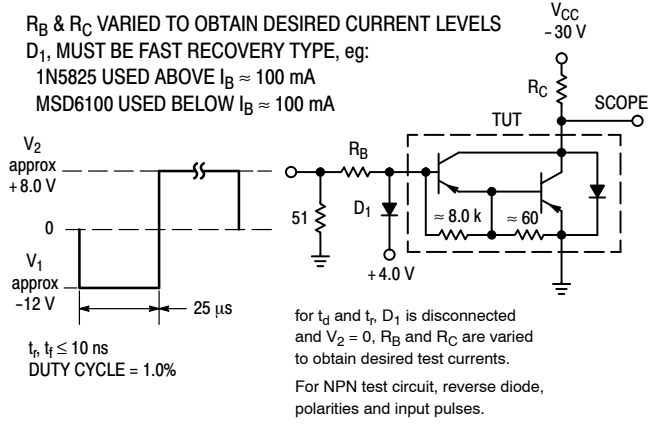 R_B & R_C VARIED TO OBTAIN DESIRED CURRENT LEVELS
D_1, MUST BE FAST RECOVERY TYPE, eg:
1N5825 USED ABOVE I_B ≈ 100 mA
MSD6100 USED BELOW I_B ≈ 100 mA
V_CC
-30 V
R_C
SCOPE
TUT
V_2
approx
+8.0 V
0
V_1
approx
-12 V
25 μs
t_r, t_f ≤ 10 ns
DUTY CYCLE = 1.0%
R_B
51
D_1
+4.0 V
≈ 8.0 k
≈ 60
for t_d and t_r, D_1 is disconnected
and V_2 = 0, R_B and R_C are varied
to obtain desired test currents.
For NPN test circuit, reverse diode,
polarities and input pulses.